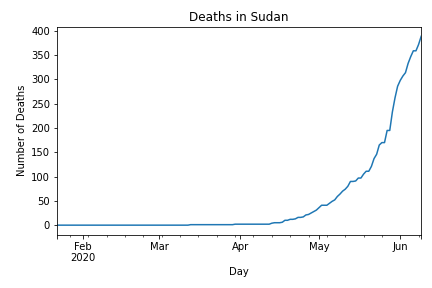 Deaths in Sudan
400
350
300
250
200
150
100
50
0
Number of Deaths
Feb
2020
Mar
Apr
May
Jun
Day